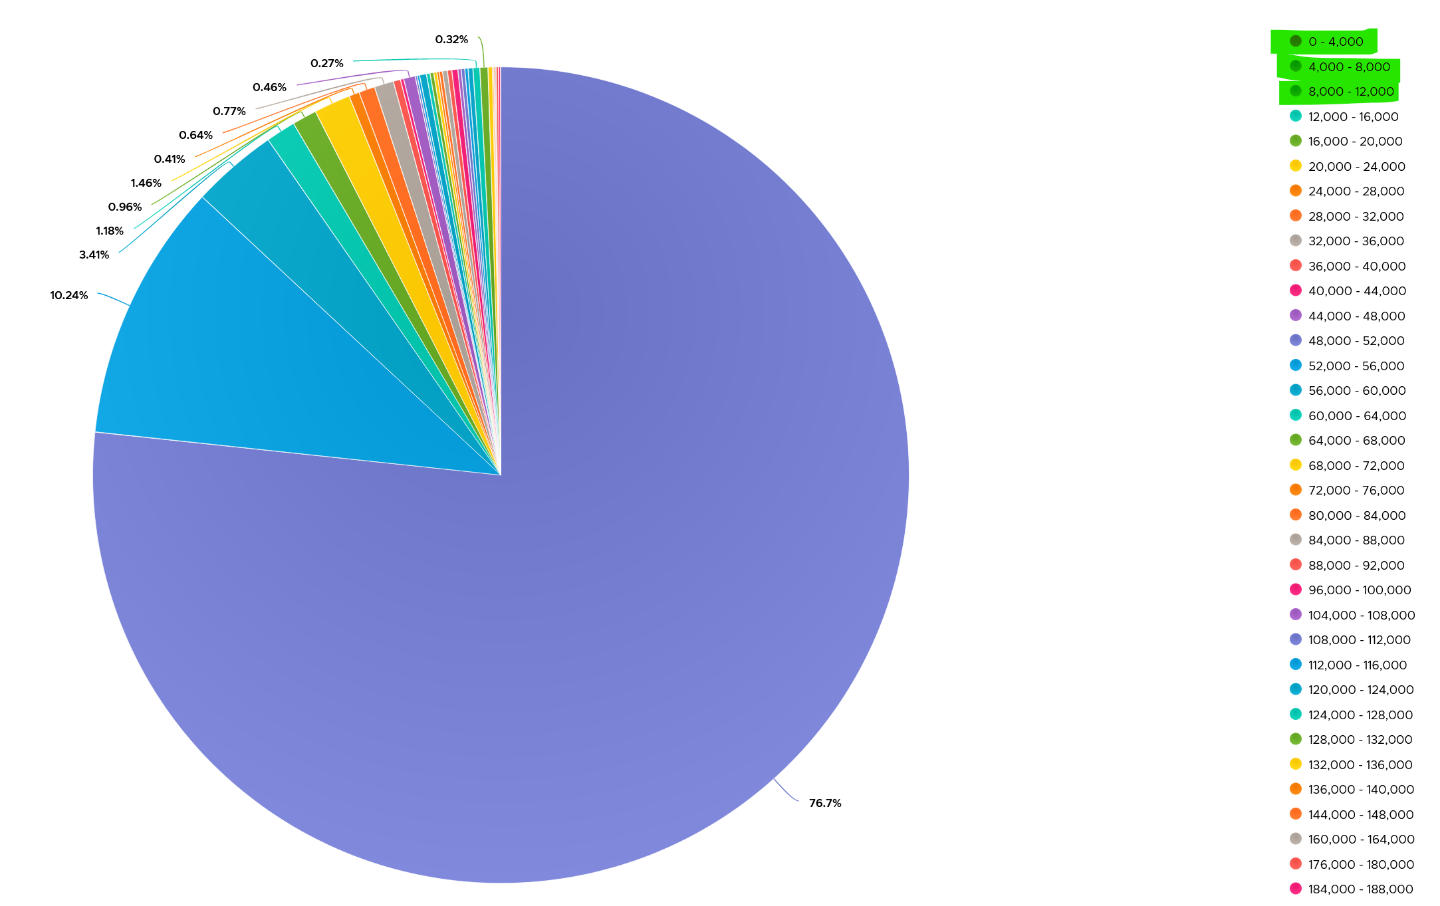 0.32%
0.27%
0.46%
0.77%
0.64%
0.41%
1.46%
0.96%
1.18%
3.41%
10.24%
76.7%
0 - 4,000
4,000 - 8,000
8,000 - 12,000
12,000 - 16,000
16,000 - 20,000
20,000 - 24,000
24,000 - 28,000
28,000 - 32,000
32,000 - 36,000
36,000 - 40,000
40,000 - 44,000
44,000 - 48,000
48,000 - 52,000
52,000 - 56,000
56,000 - 60,000
60,000 - 64,000
64,000 - 68,000
68,000 - 72,000
72,000 - 76,000
80,000 - 84,000
84,000 - 88,000
88,000 - 92,000
96,000 - 100,000
104,000 - 108,000
108,000 - 112,000
112,000 - 116,000
120,000 - 124,000
124,000 - 128,000
128,000 - 132,000
132,000 - 136,000
136,000 - 140,000
144,000 - 148,000
160,000 - 164,000
176,000 - 180,000
184,000 - 188,000